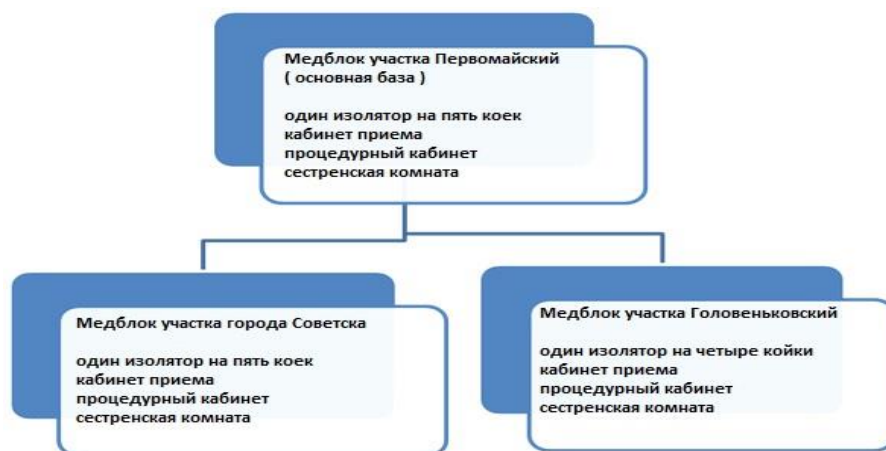 Медблок участка Первомайский
( основная база )
один изолятор на пять коек
кабинет приема
процедурный кабинет
сестренская комната
Медблок участка города Советска
один изолятор на пять коек
кабинет приема
процедурный кабинет
сестренская комната
Медблок участка Головеньковский
один изолятор на четыре койки
кабинет приема
процедурный кабинет
сестренская комната